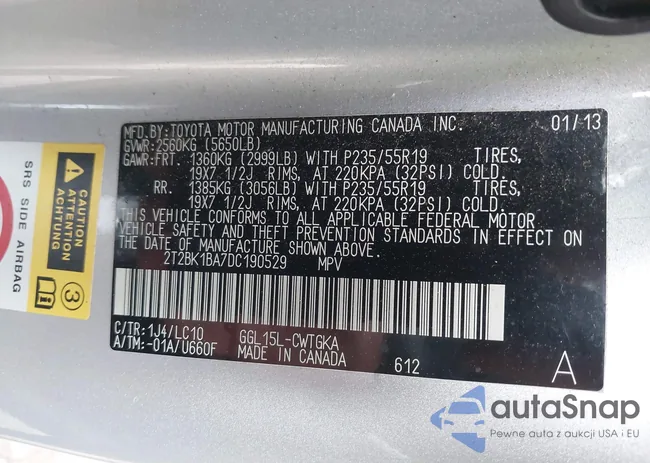 MFD. BY: TOYOTA MOTOR MANUFACTURING CANADA INC. 01/13
GVWR: 2560KG (5650LB)
GAWR: FRT. 1360KG (2999LB) WITH P235/55R19 TIRES,
19X7 1/2J RIMS, AT 220KPA (32PSI) COLD.
RR. 1385KG (3056LB) WITH P235/55R19 TIRES,
19X7 1/2J RIMS, AT 220KPA (32PSI) COLD.
THIS VEHICLE CONFORMS TO ALL APPLICABLE FEDERAL MOTOR
VEHICLE SAFETY AND THEFT PREVENTION STANDARDS IN EFFECT ON
THE DATE OF MANUFACTURE SHOWN ABOVE.
2T2BK1BA7DC190529 MPV
C/TR: 1J4/LC10 GGL15L-CWTGKA
A/TM: -01A/U660F MADE IN CANADA 612 A
SRS SIDE AIRBAG
CAUTION
ATTENTION
ACHTUNG
3
autoSnap
Pewne auta z aukcji USA i EU